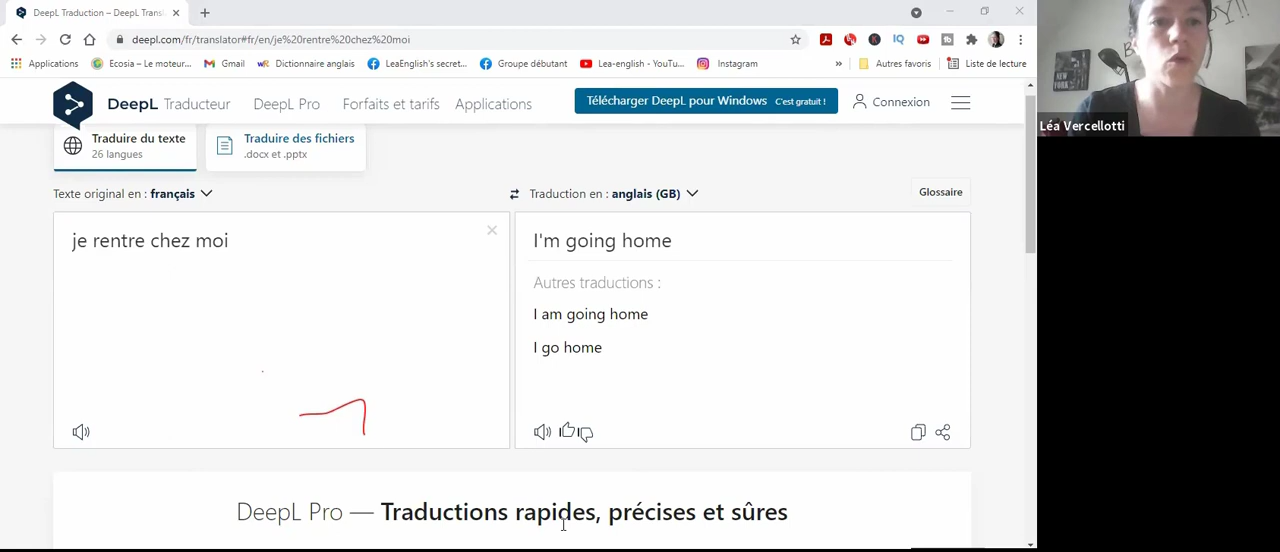 DeepL Traduction – DeepL Transl
deepl.com/fr/translator#fr/en/je%20rentre%20chez%20moi
Applications
Ecosia - Le moteur...
Gmail
Dictionnaire anglais
LeaEnglish's secret...
Groupe débutant
Lea-english - YouTu...
Instagram
»
Autres favoris
Liste de lecture
DeepL Traducteur
DeepL Pro
Forfaits et tarifs
Applications
Télécharger DeepL pour Windows C'est gratuit !
Connexion
Traduire du texte
26 langues
Traduire des fichiers
.docx et .pptx
Léa Vercellotti
Texte original en : français
Traduction en : anglais (GB)
Glossaire
je rentre chez moi
I'm going home
Autres traductions :
I am going home
I go home
DeepL Pro — Traductions rapides, précises et sûres